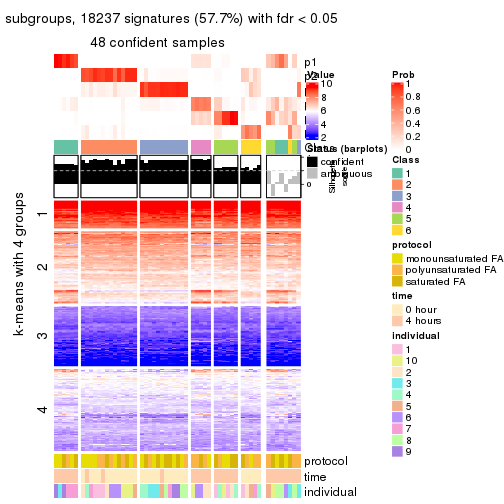 subgroups, 18237 signatures (57.7%) with fdr < 0.05
48 confident samples
p1
Value
10
8
6
4
2
Prob
1
0.8
0.6
0.4
0.2
0
Status (barplots)
confident
ambiguous
0
k-means with 4 groups
1
2
3
4
Class
1
2
3
4
5
6
protocol
monounsaturated FA
polyunsaturated FA
saturated FA
time
0 hour
4 hours
individual
1
10
2
3
4
5
6
7
8
9
protocol
time
individual